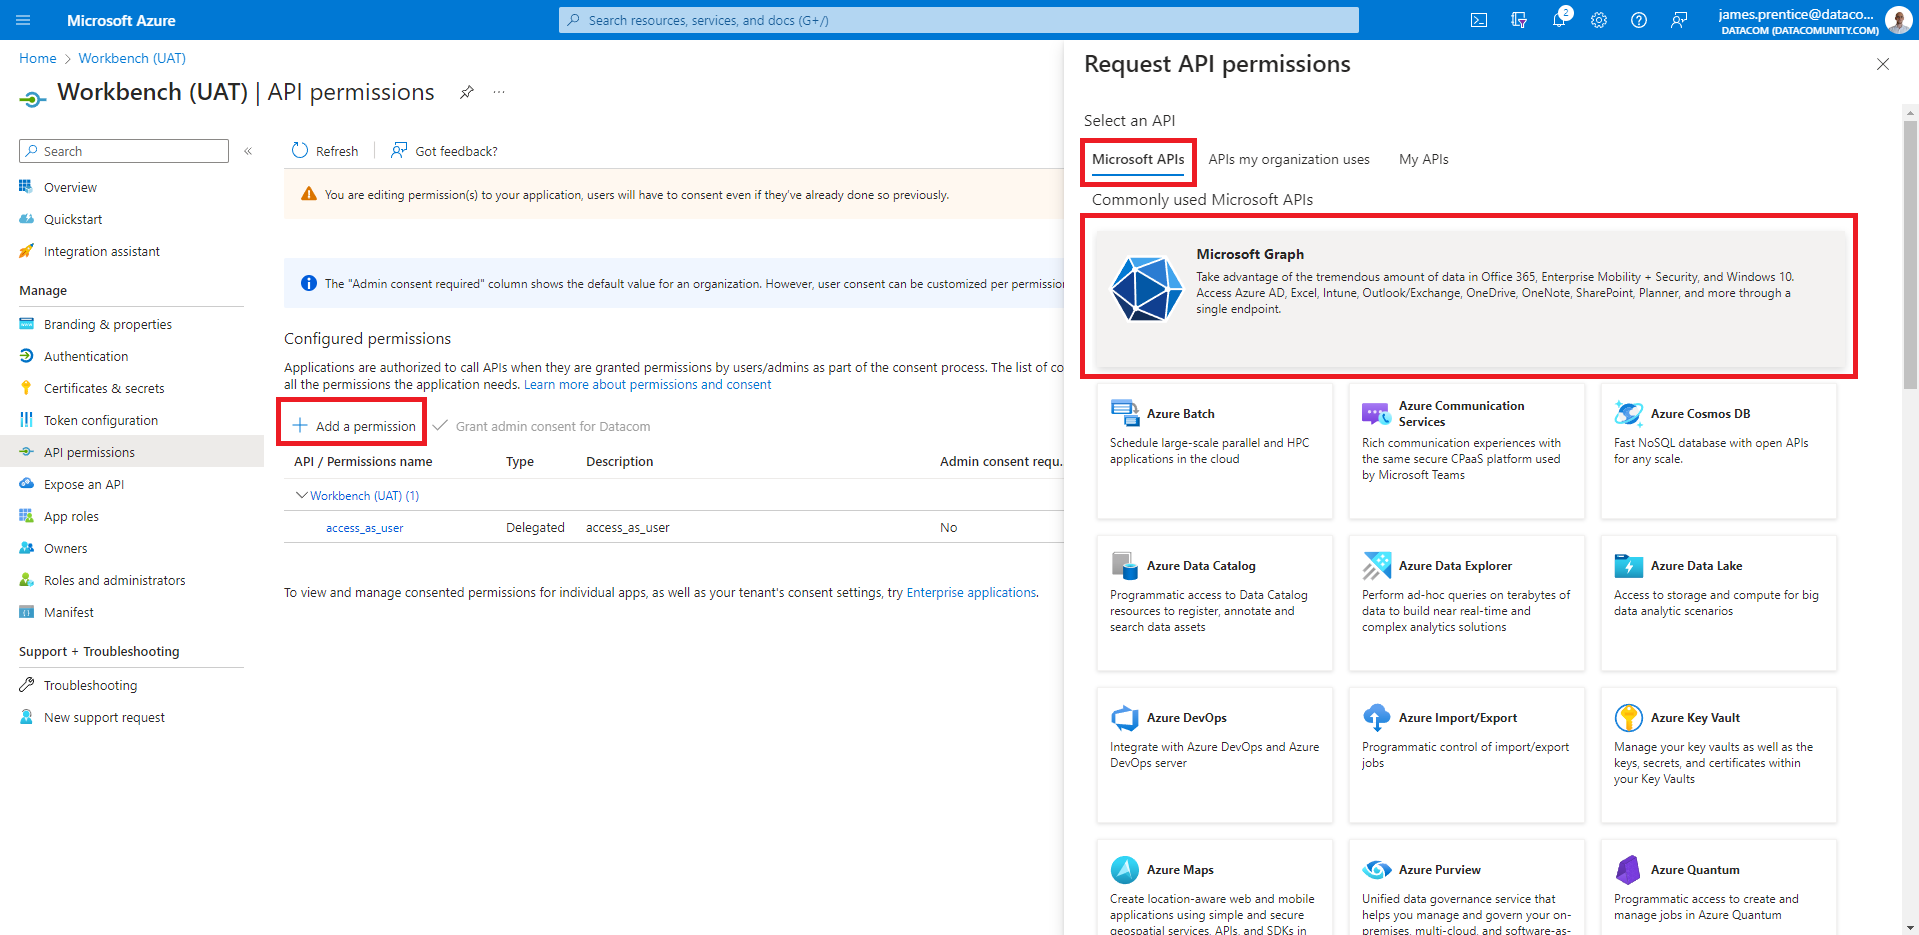 Microsoft Azure
Search resources, services, and docs (G+/)
2
james.prentice@dataco...
DATACOM (DATACOMUNITY.COM)
Home > Workbench (UAT)
Workbench (UAT) | API permissions
...
Search
«
Overview
Quickstart
Integration assistant
Manage
Branding & properties
Authentication
Certificates & secrets
Token configuration
API permissions
Expose an API
App roles
Owners
Roles and administrators
Manifest
Support + Troubleshooting
Troubleshooting
New support request
Refresh
Got feedback?
You are editing permission(s) to your application, users will have to consent even if they've already done so previously.
The "Admin consent required" column shows the default value for an organization. However, user consent can be customized per permission
Configured permissions
Applications are authorized to call APIs when they are granted permissions by users/admins as part of the consent process. The list of co
all the permissions the application needs. Learn more about permissions and consent
Add a permission
Grant admin consent for Datacom
API / Permissions name Type Description Admin consent requ...
Workbench (UAT) (1)
access_as_user Delegated access_as_user No
To view and manage consented permissions for individual apps, as well as your tenant's consent settings, try Enterprise applications.
Request API permissions
Select an API
Microsoft APIs APIs my organization uses My APIs
Commonly used Microsoft APIs
Microsoft Graph
Take advantage of the tremendous amount of data in Office 365, Enterprise Mobility + Security, and Windows 10.
Access Azure AD, Excel, Intune, Outlook/Exchange, OneDrive, OneNote, SharePoint, Planner, and more through a
single endpoint.
Azure Batch
Schedule large-scale parallel and HPC
applications in the cloud
Azure Communication
Services
Rich communication experiences with
the same secure CPaaS platform used
by Microsoft Teams
Azure Cosmos DB
Fast NoSQL database with open APIs
for any scale.
Azure Data Catalog
Programmatic access to Data Catalog
resources to register, annotate and
search data assets
Azure Data Explorer
Perform ad-hoc queries on terabytes of
data to build near real-time and
complex analytics solutions
Azure Data Lake
Access to storage and compute for big
data analytic scenarios
Azure DevOps
Integrate with Azure DevOps and Azure
DevOps server
Azure Import/Export
Programmatic control of import/export
jobs
Azure Key Vault
Manage your key vaults as well as the
keys, secrets, and certificates within
your Key Vaults
Azure Maps
Create location-aware web and mobile
applications using simple and secure
geospatial services, APIs, and SDKs in
Azure Purview
Unified data governance service that
helps you manage and govern your on-
premises, multi-cloud, and software-as-
Azure Quantum
Programmatic access to create and
manage jobs in Azure Quantum